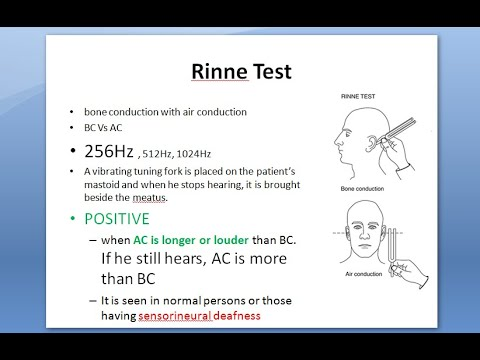 Rinne Test
• bone conduction with air conduction
• BC Vs AC
• 256Hz , 512Hz, 1024Hz
• A vibrating tuning fork is placed on the patient's
mastoid and when he stops hearing, it is brought
beside the meatus.
• POSITIVE
– when AC is longer or louder than BC.
If he still hears, AC is more
than BC
– It is seen in normal persons or those
having sensorineural deafness
RINNE TEST
Bone conduction
Air conduction